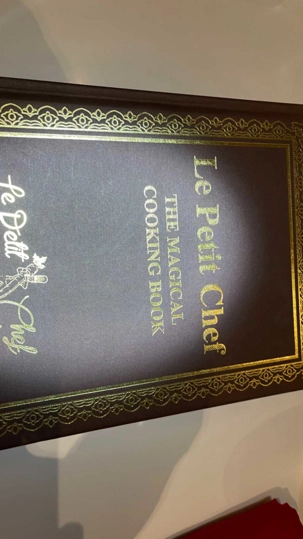 Le Petit Chef
THE MAGICAL
COOKING BOOK
Le Petit
Chef